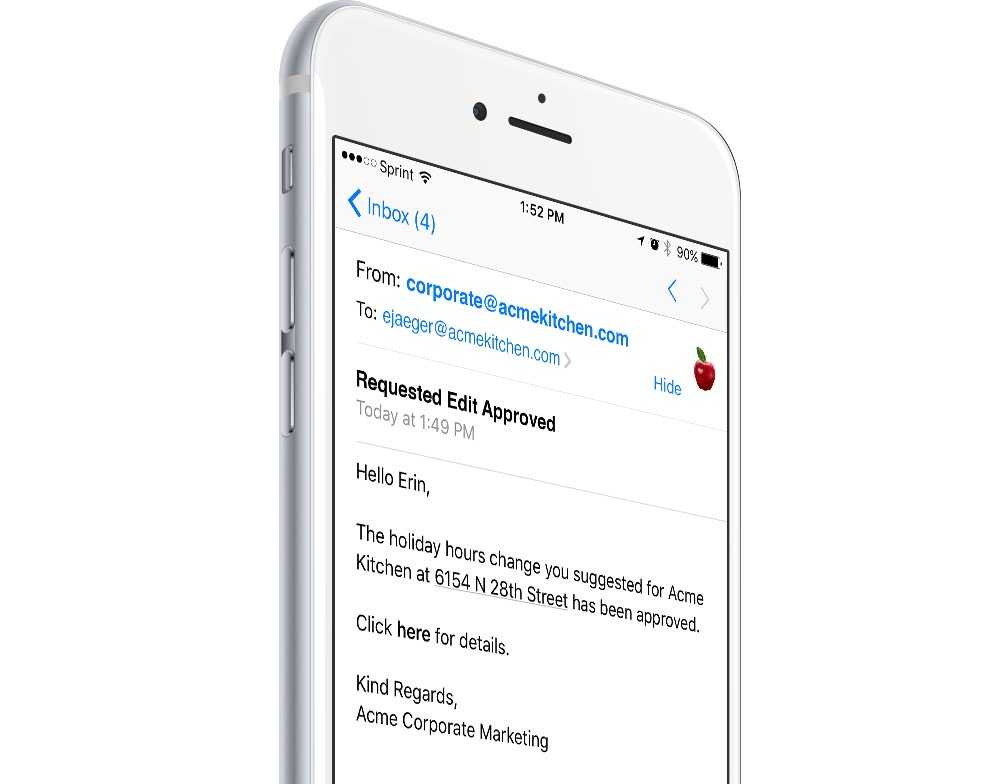 Sprint
1:52 PM
90%
Inbox (4)
From: corporate@acmekitchen.com
To: ejaeger@acmekitchen.com
Hide
Requested Edit Approved
Today at 1:49 PM
Hello Erin,
The holiday hours change you suggested for Acme
Kitchen at 6154 N 28th Street has been approved.
Click here for details.
Kind Regards,
Acme Corporate Marketing